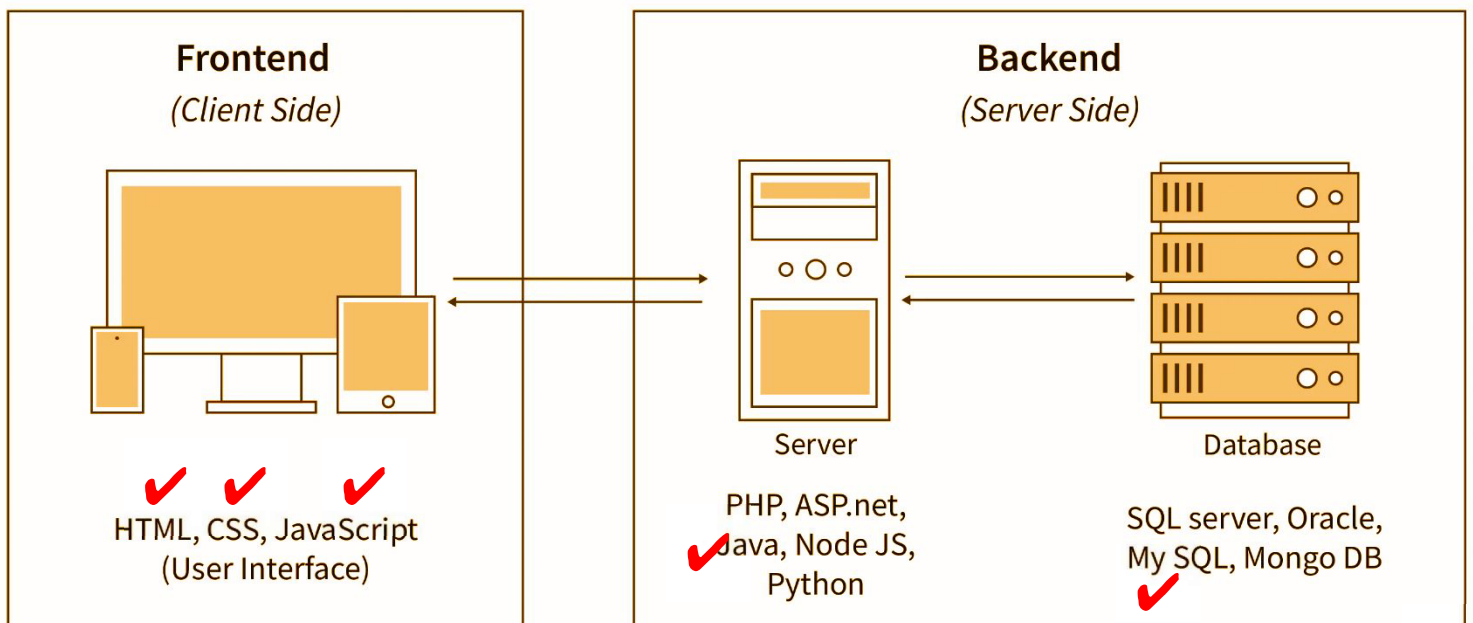 Frontend
(Client Side)
HTML, CSS, JavaScript
(User Interface)
Backend
(Server Side)
Server
PHP, ASP.net,
Java, Node JS,
Python
Database
SQL server, Oracle,
My SQL, Mongo DB